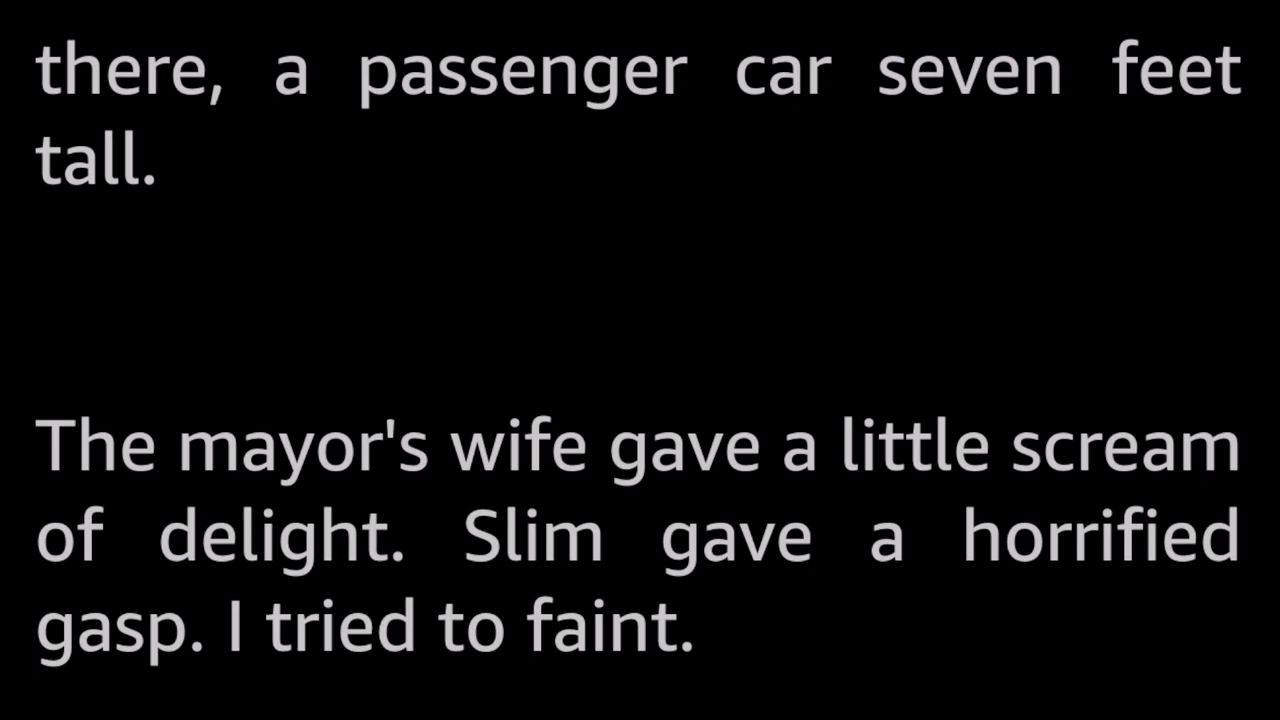 there, a passenger car seven feet
tall.
The mayor's wife gave a little scream
of delight. Slim gave a horrified
gasp. I tried to faint.